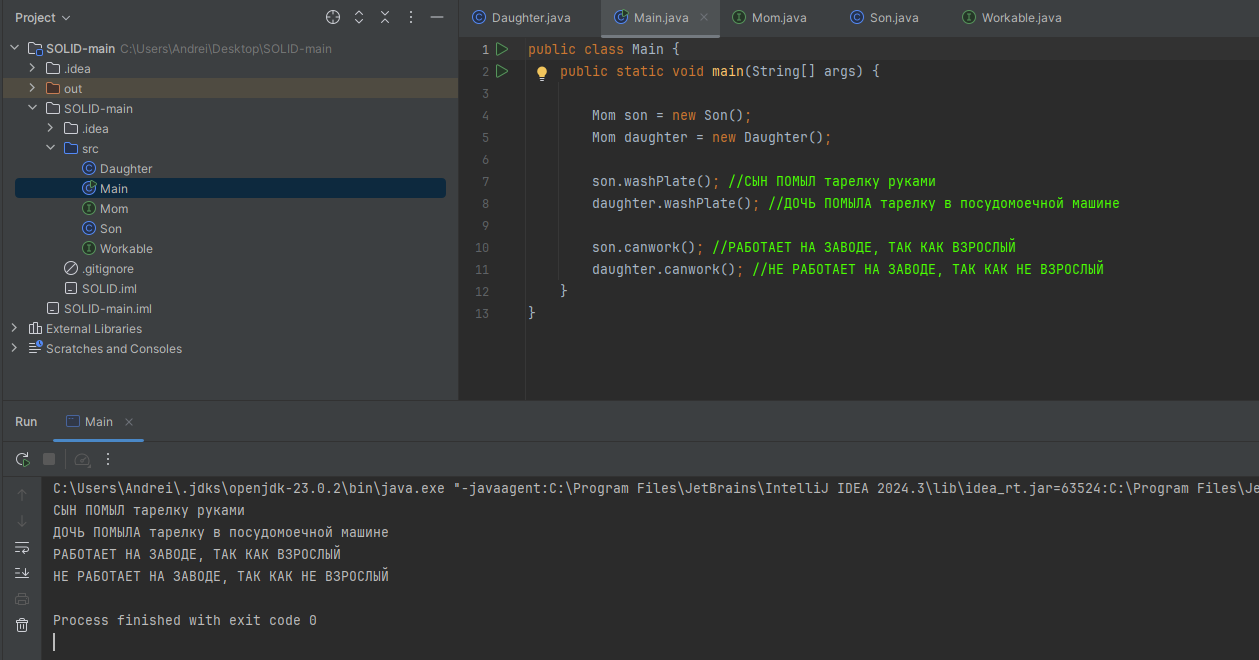 Project
SOLID-main C:\Users\Andrei\Desktop\SOLID-main
.idea
out
SOLID-main
.idea
src
Daughter
Main
Mom
Son
Workable
.gitignore
SOLID.iml
SOLID-main.iml
External Libraries
Scratches and Consoles
Daughter.java Main.java Mom.java Son.java Workable.java
1 public class Main {
2 public static void main(String[] args) {
3
4 Mom son = new Son();
5 Mom daughter = new Daughter();
6
7 son.washPlate(); //СЫН ПОМЫЛ тарелку руками
8 daughter.washPlate(); //ДОЧЬ ПОМЫЛА тарелку в посудомоечной машине
9
10 son.canwork(); //РАБОТАЕТ НА ЗАВОДЕ, ТАК КАК ВЗРОСЛЫЙ
11 daughter.canwork(); //НЕ РАБОТАЕТ НА ЗАВОДЕ, ТАК КАК НЕ ВЗРОСЛЫЙ
12 }
13 }
Run Main
C:\Users\Andrei\.jdks\openjdk-23.0.2\bin\java.exe "-javaagent:C:\Program Files\JetBrains\IntelliJ IDEA 2024.3\lib\idea_rt.jar=63524:C:\Program Files\Je
СЫН ПОМЫЛ тарелку руками
ДОЧЬ ПОМЫЛА тарелку в посудомоечной машине
РАБОТАЕТ НА ЗАВОДЕ, ТАК КАК ВЗРОСЛЫЙ
НЕ РАБОТАЕТ НА ЗАВОДЕ, ТАК КАК НЕ ВЗРОСЛЫЙ
Process finished with exit code 0